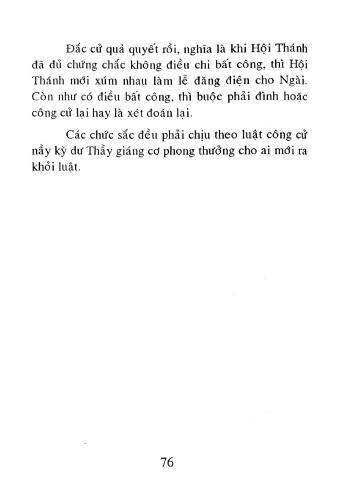 Đắc cử quả quyết rồi, nghĩa là khi Hội Thánh
đã đủ chứng chắc không điều chi bất công, thì Hội
Thánh mới xúm nhau làm lễ đăng điện cho Ngài.
Còn như có điều bất công, thì buộc phải đình hoặc
công cử lại hay là xét đoán lại.
Các chức sắc đều phải chịu theo luật công cử
nầy kỳ dư Thầy giáng cơ phong thưởng cho ai mới ra
khỏi luật.
76